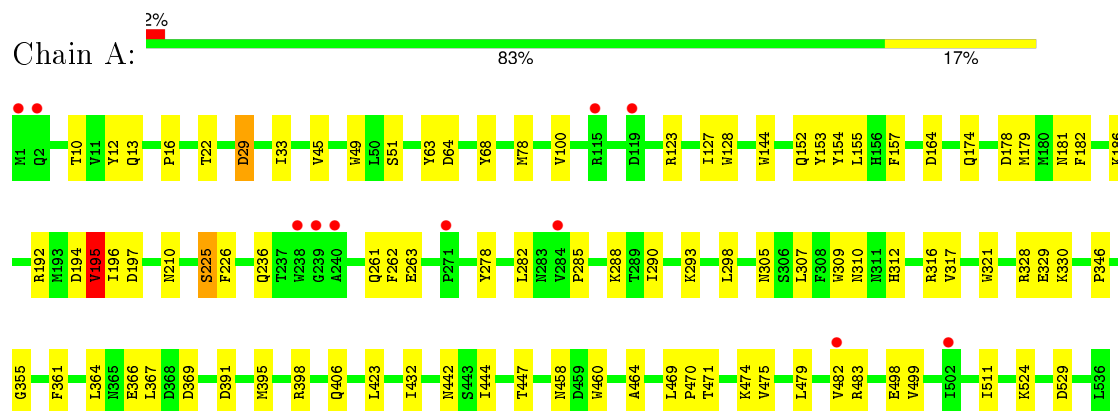 2%
Chain A:
83% 17%
M1 Q2 T10 V11 Y12 Q13 P16 T22 D29 I33 V45 W49 L50 S51 Y63 D64 Y68 M78 V100 R115 D119 R123 I127 W128 W144 Q152 Y153 Y154 L155 H156 F157 D164 Q174 D178 M179 M180 N181 F182 K186
R192 M193 D194 V195 I196 D197 N210 S225 F226 Q236 T237 W238 G239 A240 Q261 F262 E263 P271 Y278 L282 N283 V284 P285 K288 T289 I290 K293 L298 N305 S306 L307 F308 W309 N310 N311 H312 R316 V317 W321 R328 E329 K330 P346
G355 F361 L364 N365 E366 L367 D368 D369 D391 M395 R398 Q406 L423 I432 N442 S443 I444 T447 N458 D459 W460 A464 L469 P470 T471 K474 V475 L479 V482 R483 E498 V499 I502 I511 K524 D529 L536